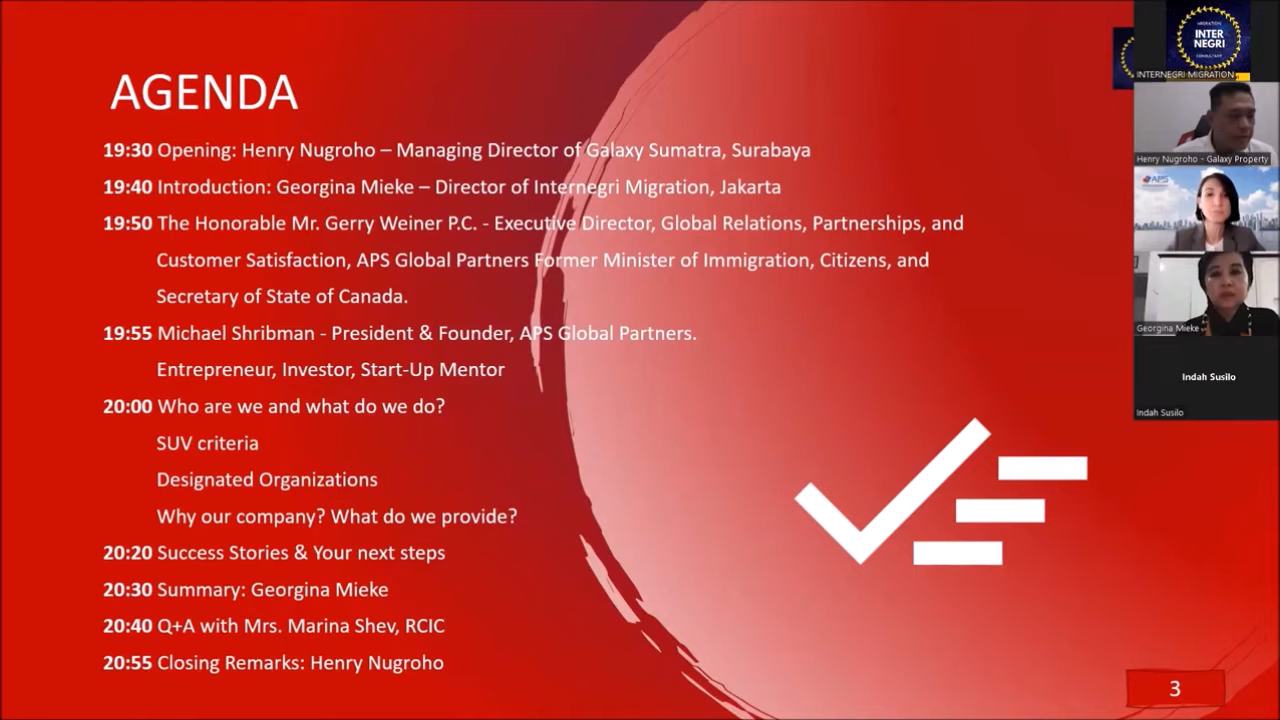 AGENDA
19:30 Opening: Henry Nugroho – Managing Director of Galaxy Sumatra, Surabaya
19:40 Introduction: Georgina Mieke – Director of Internegri Migration, Jakarta
19:50 The Honorable Mr. Gerry Weiner P.C. - Executive Director, Global Relations, Partnerships, and
Customer Satisfaction, APS Global Partners Former Minister of Immigration, Citizens, and
Secretary of State of Canada.
19:55 Michael Shribman - President & Founder, APS Global Partners.
Entrepreneur, Investor, Start-Up Mentor
20:00 Who are we and what do we do?
SUV criteria
Designated Organizations
Why our company? What do we provide?
20:20 Success Stories & Your next steps
20:30 Summary: Georgina Mieke
20:40 Q+A with Mrs. Marina Shev, RCIC
20:55 Closing Remarks: Henry Nugroho
3
MIGRATION
INTER
NEGRI
CONSULTANT
INTERNEGRI MIGRATION
Henry Nugroho - Galaxy Property
APS
Georgina Mieke
Indah Susilo
Indah Susilo